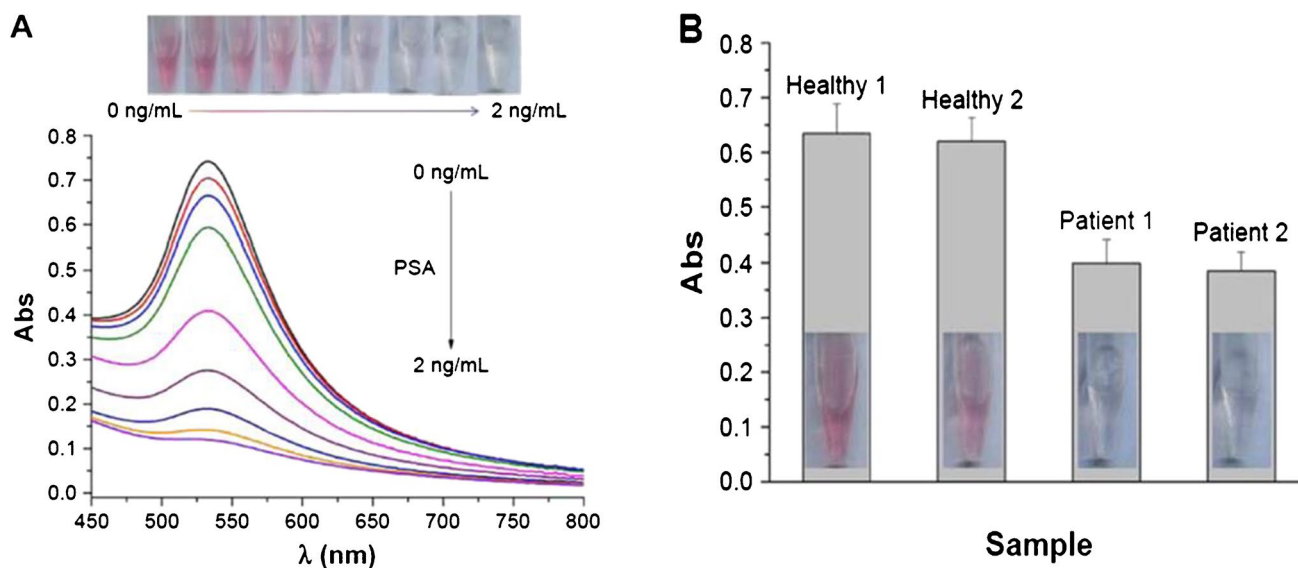 A
0 ng/mL 2 ng/mL
0.8
0.7
0.6
0.5
0.4
0.3
0.2
0.1
0.0
Abs
0 ng/mL
PSA
2 ng/mL
450 500 550 600 650 700 750 800
λ (nm)
B
0.8
0.7
0.6
0.5
0.4
0.3
0.2
0.1
0.0
Abs
Healthy 1
Healthy 2
Patient 1
Patient 2
Sample